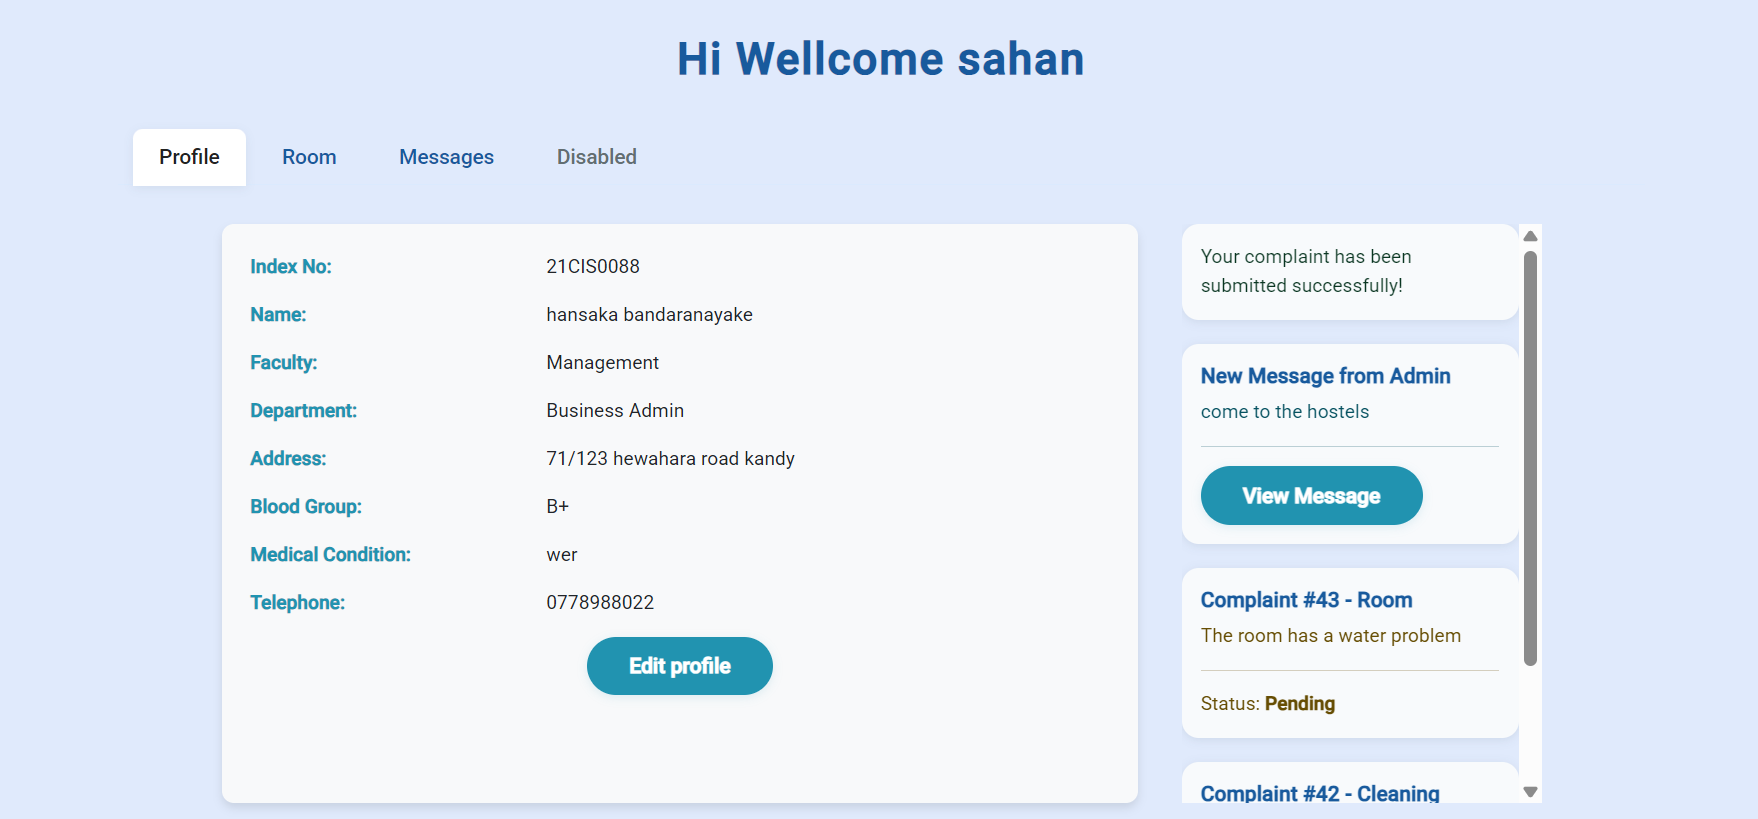 Hi Wellcome sahan
Profile
Room
Messages
Disabled
Index No: 21CIS0088
Name: hansaka bandaranayake
Faculty: Management
Department: Business Admin
Address: 71/123 hewahara road kandy
Blood Group: B+
Medical Condition: wer
Telephone: 0778988022
Edit profile
Your complaint has been
submitted successfully!
New Message from Admin
come to the hostels
View Message
Complaint #43 - Room
The room has a water problem
Status: Pending
Complaint #42 - Cleaning